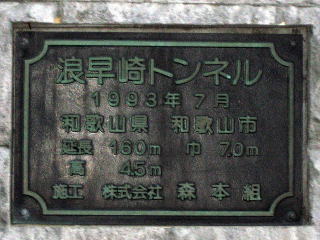 浪早崎トンネル
1993年7月
和歌山県 和歌山市
延長 160m 巾 7.0m
高 4.5m
施工 株式会社 森本組